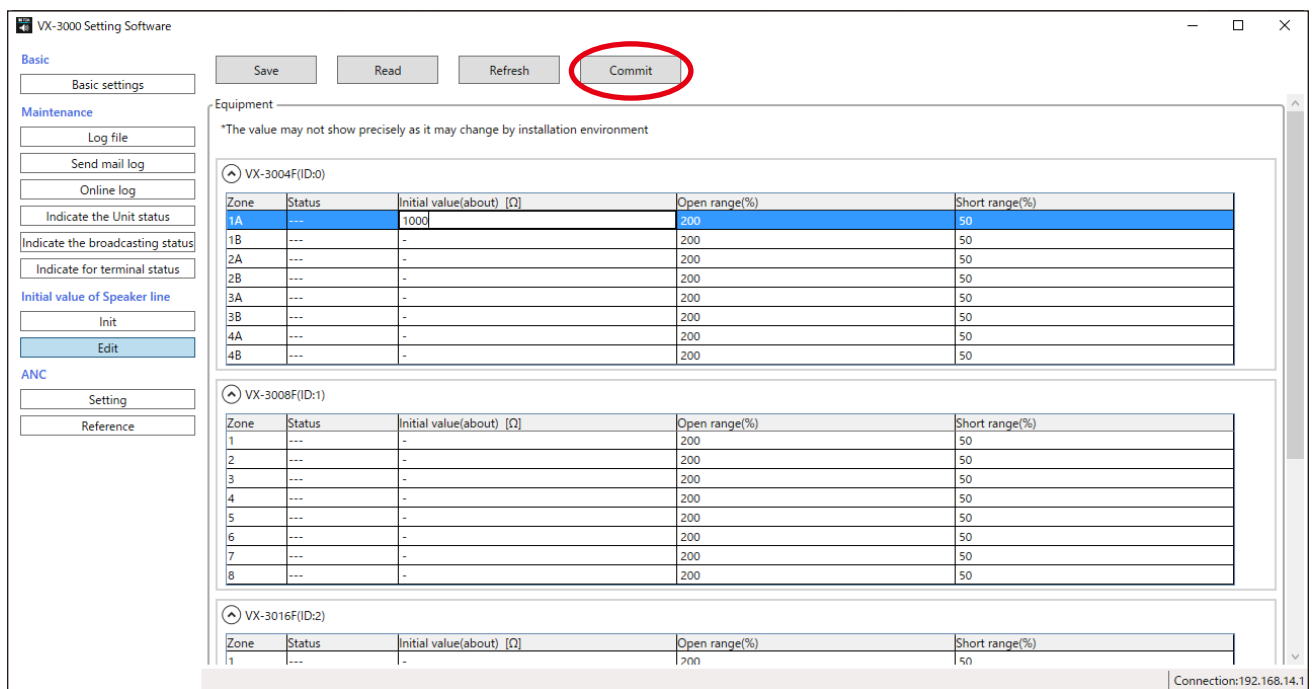 VX-3000 Setting Software
Basic
Basic settings
Maintenance
Log file
Send mail log
Online log
Indicate the Unit status
Indicate the broadcasting status
Indicate for terminal status
Initial value of Speaker line
Init
Edit
ANC
Setting
Reference
Save Read Refresh Commit
Equipment
*The value may not show precisely as it may change by installation environment
VX-3004F(ID:0)
Zone Status Initial value(about) [Ω] Open range(%) Short range(%)
1A --- 1000 200 50
1B --- - 200 50
2A --- - 200 50
2B --- - 200 50
3A --- - 200 50
3B --- - 200 50
4A --- - 200 50
4B --- - 200 50
VX-3008F(ID:1)
Zone Status Initial value(about) [Ω] Open range(%) Short range(%)
1 --- - 200 50
2 --- - 200 50
3 --- - 200 50
4 --- - 200 50
5 --- - 200 50
6 --- - 200 50
7 --- - 200 50
8 --- - 200 50
VX-3016F(ID:2)
Zone Status Initial value(about) [Ω] Open range(%) Short range(%)
1 --- - 200 50
Connection:192.168.14.1